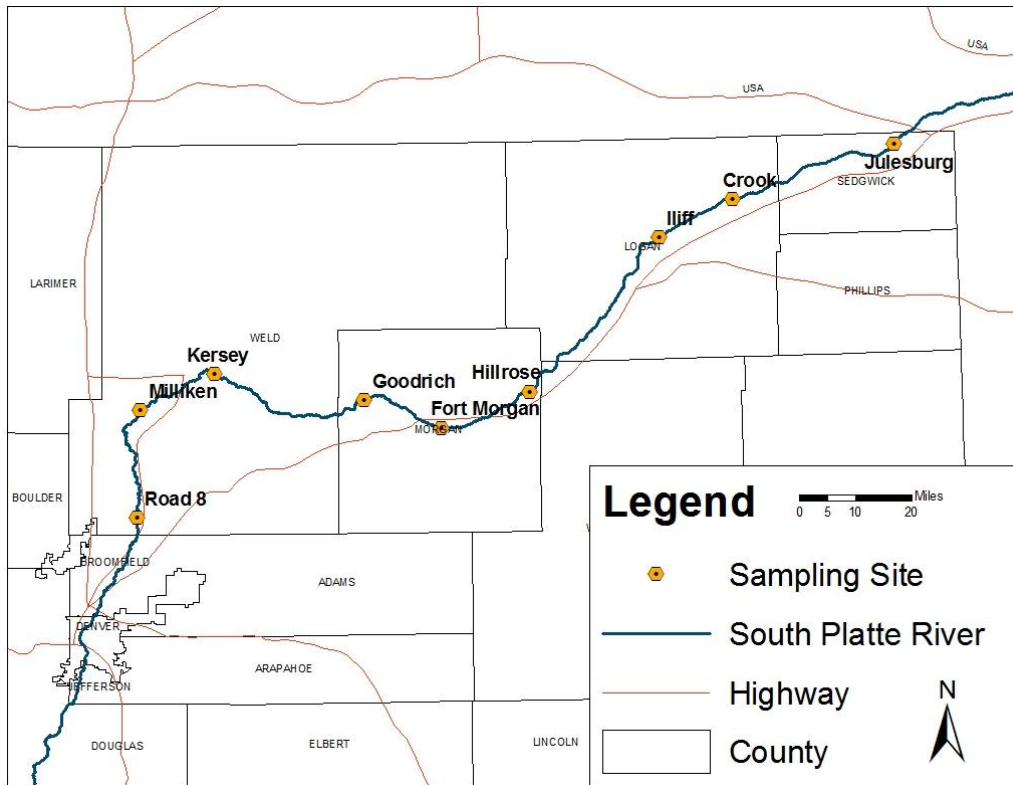 USA
USA
Julesburg
SEDGWICK
Crook
Iliff
LOGAN
LARIMER
PHILLIPS
WELD
Kersey
Milliken
Goodrich
Hillrose
Fort Morgan
MORGAN
BOULDER
Road 8
BROOMFIELD
ADAMS
DENVER
ARAPAHOE
JEFFERSON
DOUGLAS
ELBERT
LINCOLN
Legend
Miles
0 5 10 20
Sampling Site
South Platte River
Highway
N
County